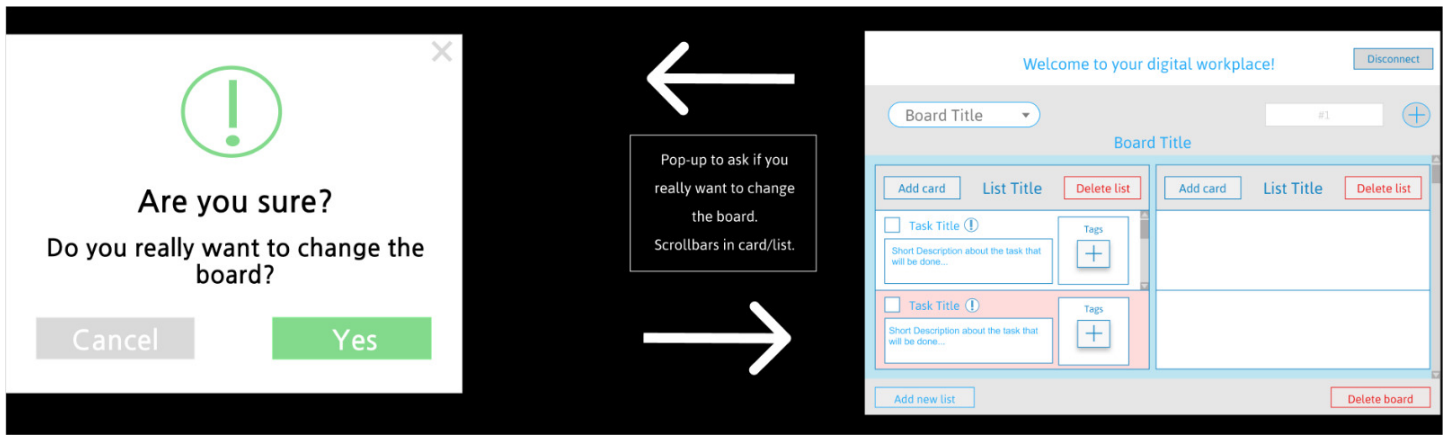 Are you sure?
Do you really want to change the
board?
Cancel
Yes
Pop-up to ask if you
really want to change
the board.
Scrollbars in card/list.
Welcome to your digital workplace!
Disconnect
Board Title
#1
Board Title
Add card
List Title
Delete list
Add card
List Title
Delete list
Task Title
Tags
Short Description about the task that
will be done...
Task Title
Tags
Short Description about the task that
will be done...
Add new list
Delete board